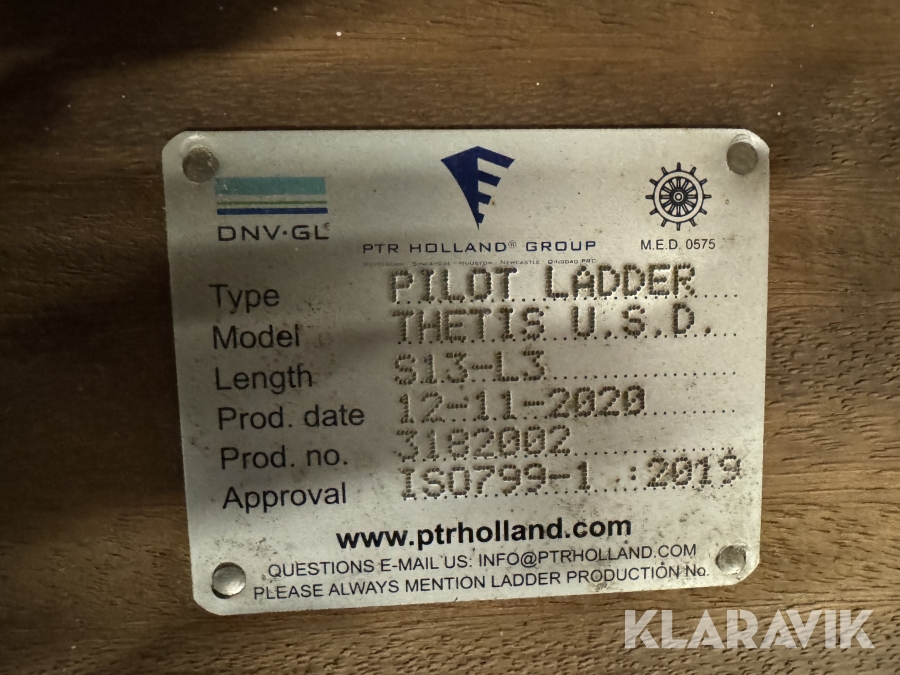 DNV·GL
PTR HOLLAND® GROUP
M.E.D. 0575
Type PILOT LADDER
Model THETIS U.S.D.
Length S13-L3
Prod. date 12-11-2020
Prod. no. 3182002
Approval ISO799-1 :2019
www.ptrholland.com
QUESTIONS E-MAIL US: INFO@PTRHOLLAND.COM
PLEASE ALWAYS MENTION LADDER PRODUCTION No.
KLARAVIK